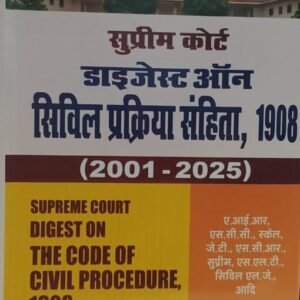 सुप्रीम कोर्ट
डाइजेस्ट ऑन
सिविल प्रक्रिया संहिता, 1908
(2001-2025)
SUPREME COURT
DIGEST ON
THE CODE OF
CIVIL PROCEDURE,
1908
ए.आई.आर,
एस.सी.सी., स्केल,
जे.टी., एस.सी.आर.,
सुप्रीम, एस.एल.टी.,
सिविल एल.जे.,
आदि